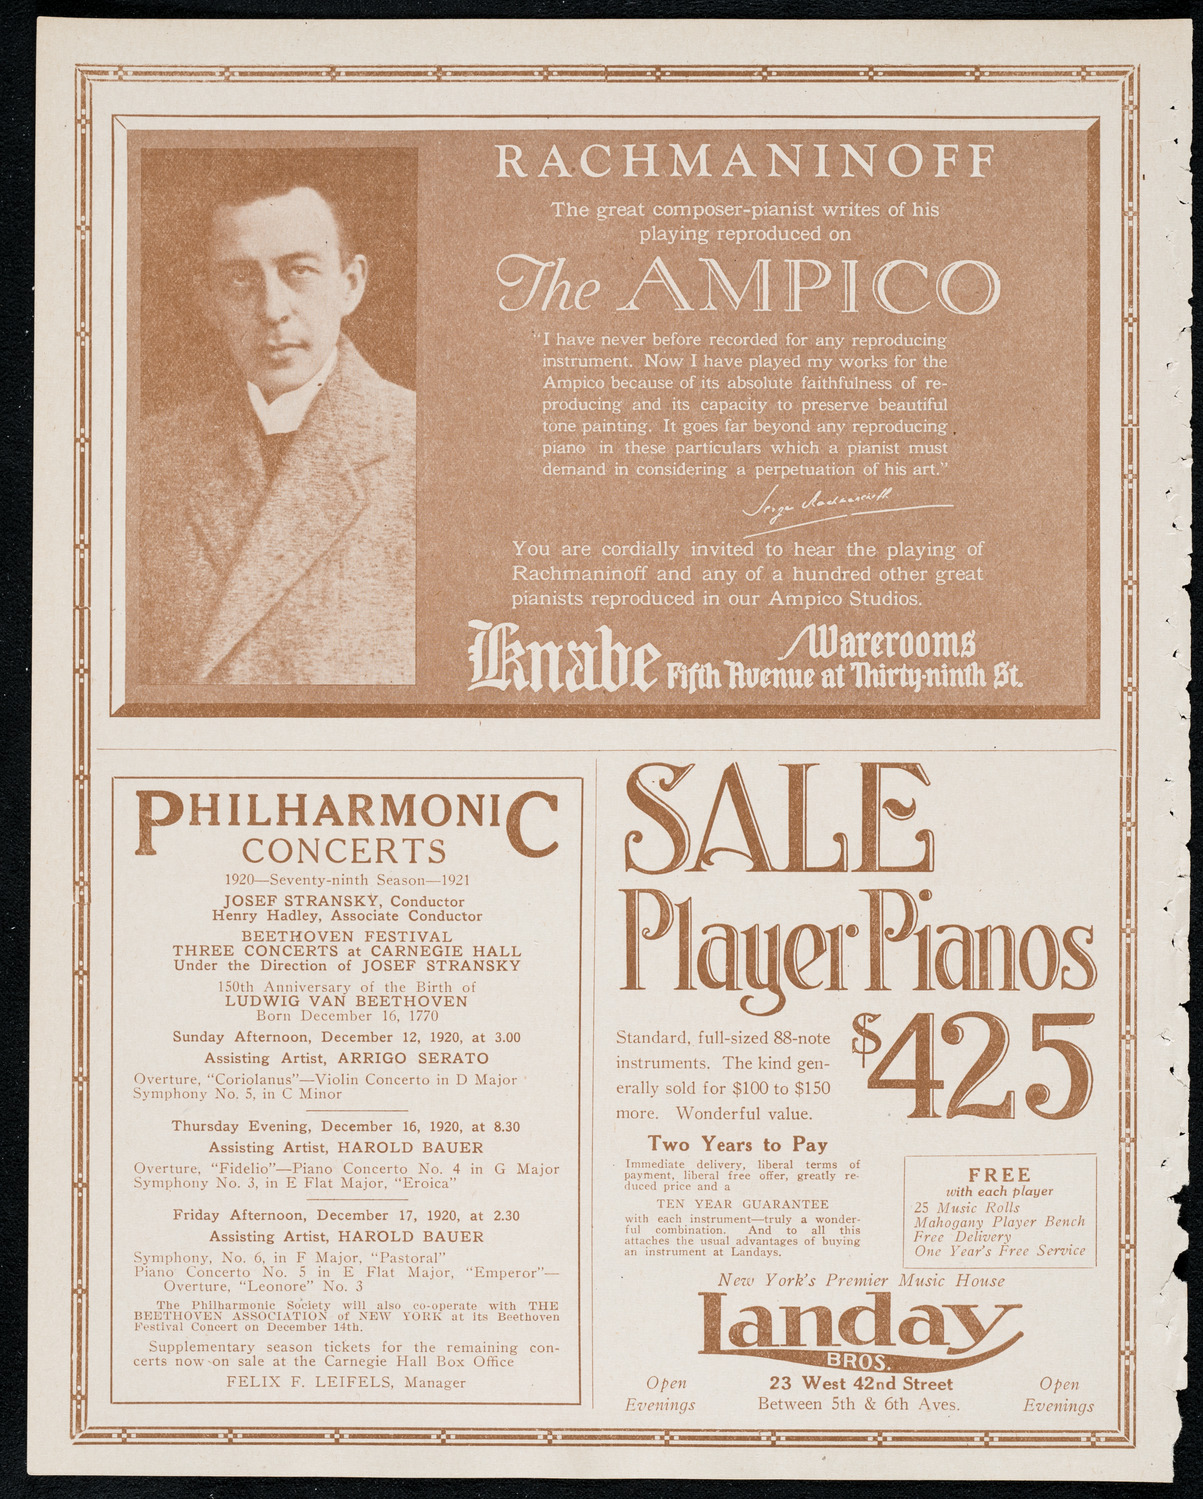 RACHMANINOFF
The great composer-pianist writes of his
playing reproduced on
The AMPICO
"I have never before recorded for any reproducing
instrument. Now I have played my works for the
Ampico because of its absolute faithfulness of re-
producing and its capacity to preserve beautiful
tone painting. It goes far beyond any reproducing
piano in these particulars which a pianist must
demand in considering a perpetuation of his art."
Serge Rachmaninoff
You are cordially invited to hear the playing of
Rachmaninoff and any of a hundred other great
pianists reproduced in our Ampico Studios.
Knabe Warerooms
Fifth Avenue at Thirty-ninth St.
PHILHARMONIC
CONCERTS
1920—Seventy-ninth Season—1921
JOSEF STRANSKY, Conductor
Henry Hadley, Associate Conductor
BEETHOVEN FESTIVAL
THREE CONCERTS at CARNEGIE HALL
Under the Direction of JOSEF STRANSKY
150th Anniversary of the Birth of
LUDWIG VAN BEETHOVEN
Born December 16, 1770
Sunday Afternoon, December 12, 1920, at 3.00
Assisting Artist, ARRIGO SERATO
Overture, "Coriolanus"—Violin Concerto in D Major
Symphony No. 5, in C Minor
Thursday Evening, December 16, 1920, at 8.30
Assisting Artist, HAROLD BAUER
Overture, "Fidelio"—Piano Concerto No. 4 in G Major
Symphony No. 3, in E Flat Major, "Eroica"
Friday Afternoon, December 17, 1920, at 2.30
Assisting Artist, HAROLD BAUER
Symphony, No. 6, in F Major, "Pastoral"
Piano Concerto No. 5 in E Flat Major, "Emperor"—
Overture, "Leonore" No. 3
The Philharmonic Society will also co-operate with THE
BEETHOVEN ASSOCIATION of NEW YORK at its Beethoven
Festival Concert on December 14th.
Supplementary season tickets for the remaining con-
certs now on sale at the Carnegie Hall Box Office
FELIX F. LEIFELS, Manager
SALE
Player Pianos
$425
Standard, full-sized 88-note
instruments. The kind gen-
erally sold for $100 to $150
more. Wonderful value.
Two Years to Pay
Immediate delivery, liberal terms of
payment, liberal free offer, greatly re-
duced price and a
TEN YEAR GUARANTEE
with each instrument—truly a wonder-
ful combination. And to all this
attaches the usual advantages of buying
an instrument at Landays.
FREE
with each player
25 Music Rolls
Mahogany Player Bench
Free Delivery
One Year's Free Service
New York's Premier Music House
Landay
BROS.
Open
Evenings
23 West 42nd Street
Between 5th & 6th Aves.
Open
Evenings